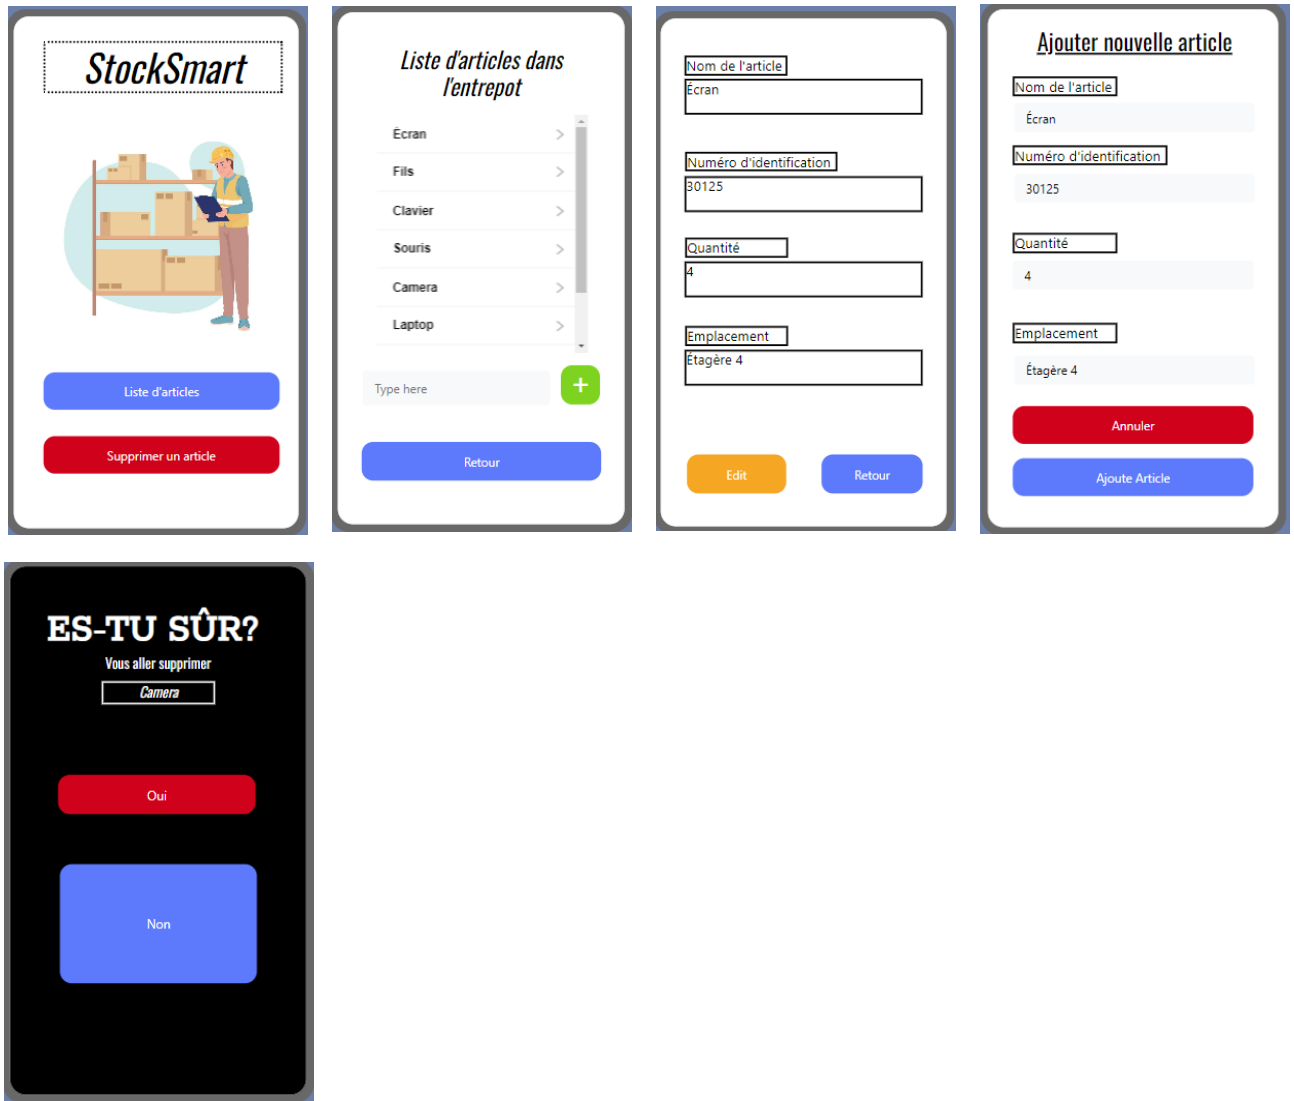 StockSmart
Liste d'articles
Supprimer un article
Liste d'articles dans
l'entrepot
Écran
Fils
Clavier
Souris
Camera
Laptop
Type here
+
Retour
Nom de l'article
Écran
Numéro d'identification
30125
Quantité
4
Emplacement
Étagère 4
Edit
Retour
Ajouter nouvelle article
Nom de l'article
Écran
Numéro d'identification
30125
Quantité
4
Emplacement
Étagère 4
Annuler
Ajoute Article
ES-TU SÛR?
Vous aller supprimer
Camera
Oui
Non